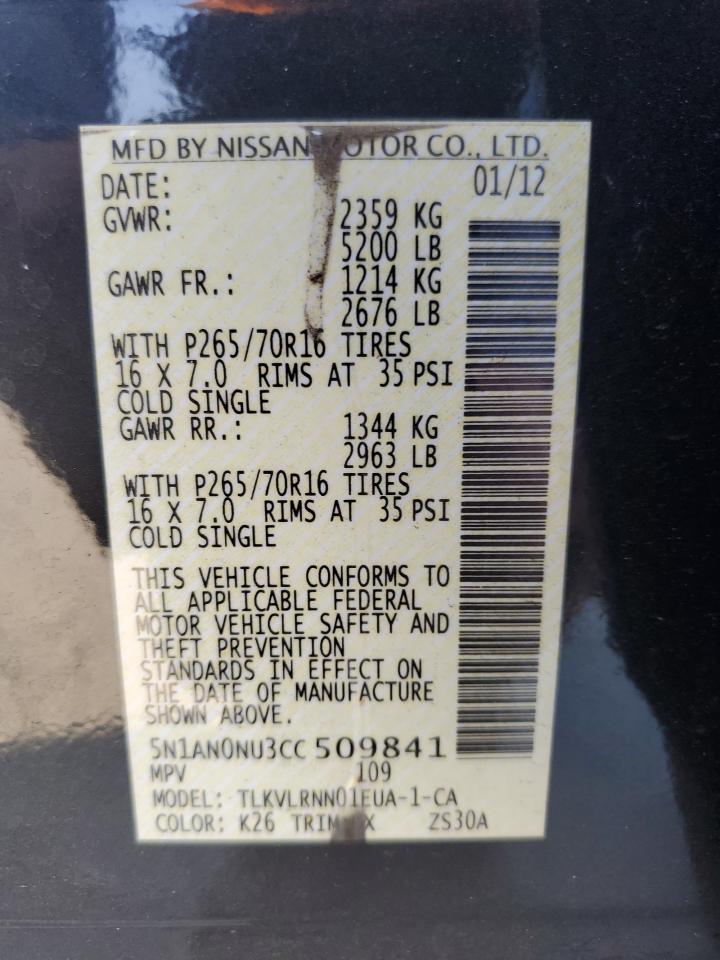 MFD BY NISSAN MOTOR CO., LTD.
DATE: 01/12
GVWR: 2359 KG
5200 LB
GAWR FR.: 1214 KG
2676 LB
WITH P265/70R16 TIRES
16 X 7.0 RIMS AT 35 PSI
COLD SINGLE
GAWR RR.: 1344 KG
2963 LB
WITH P265/70R16 TIRES
16 X 7.0 RIMS AT 35 PSI
COLD SINGLE
THIS VEHICLE CONFORMS TO
ALL APPLICABLE FEDERAL
MOTOR VEHICLE SAFETY AND
THEFT PREVENTION
STANDARDS IN EFFECT ON
THE DATE OF MANUFACTURE
SHOWN ABOVE.
5N1AN0NU3CC 509841
MPV 109
MODEL: TLKVLRNN01EUA-1-CA
COLOR: K26 TRIM X ZS30A